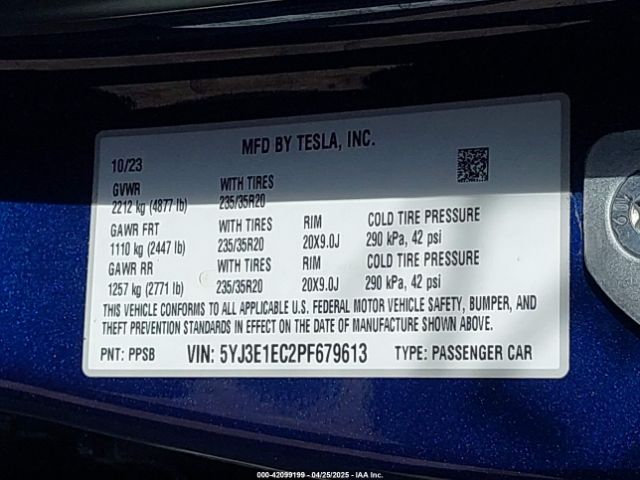 MFD BY TESLA, INC.
10/23
GVWR WITH TIRES
2212 kg (4877 lb) 235/35R20
GAWR FRT WITH TIRES RIM COLD TIRE PRESSURE
1110 kg (2447 lb) 235/35R20 20X9.0J 290 kPa, 42 psi
GAWR RR WITH TIRES RIM COLD TIRE PRESSURE
1257 kg (2771 lb) 235/35R20 20X9.0J 290 kPa, 42 psi
THIS VEHICLE CONFORMS TO ALL APPLICABLE U.S. FEDERAL MOTOR VEHICLE SAFETY, BUMPER, AND
THEFT PREVENTION STANDARDS IN EFFECT ON THE DATE OF MANUFACTURE SHOWN ABOVE.
PNT: PPSB VIN: 5YJ3E1EC2PF679613 TYPE: PASSENGER CAR
000-42099199 - 04/25/2025 - IAA Inc.